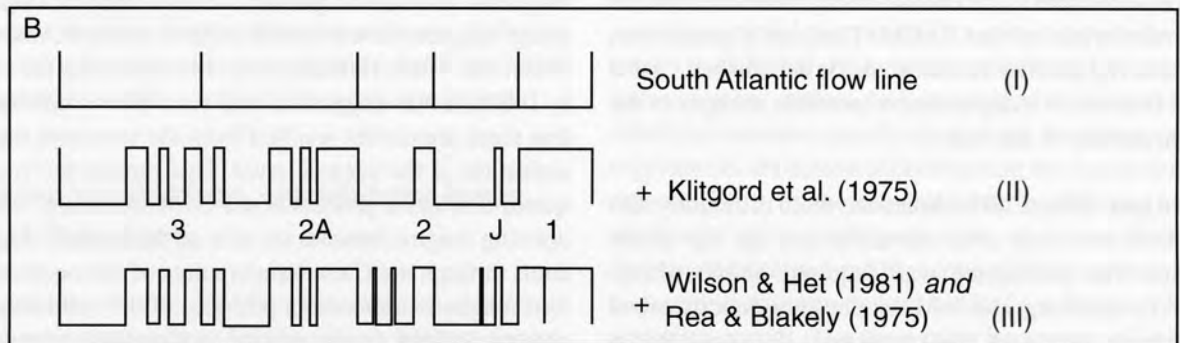 B
South Atlantic flow line (I)
+ Klitgord et al. (1975) (II)
3 2A 2 J 1
+ Wilson & Het (1981) and
Rea & Blakely (1975) (III)